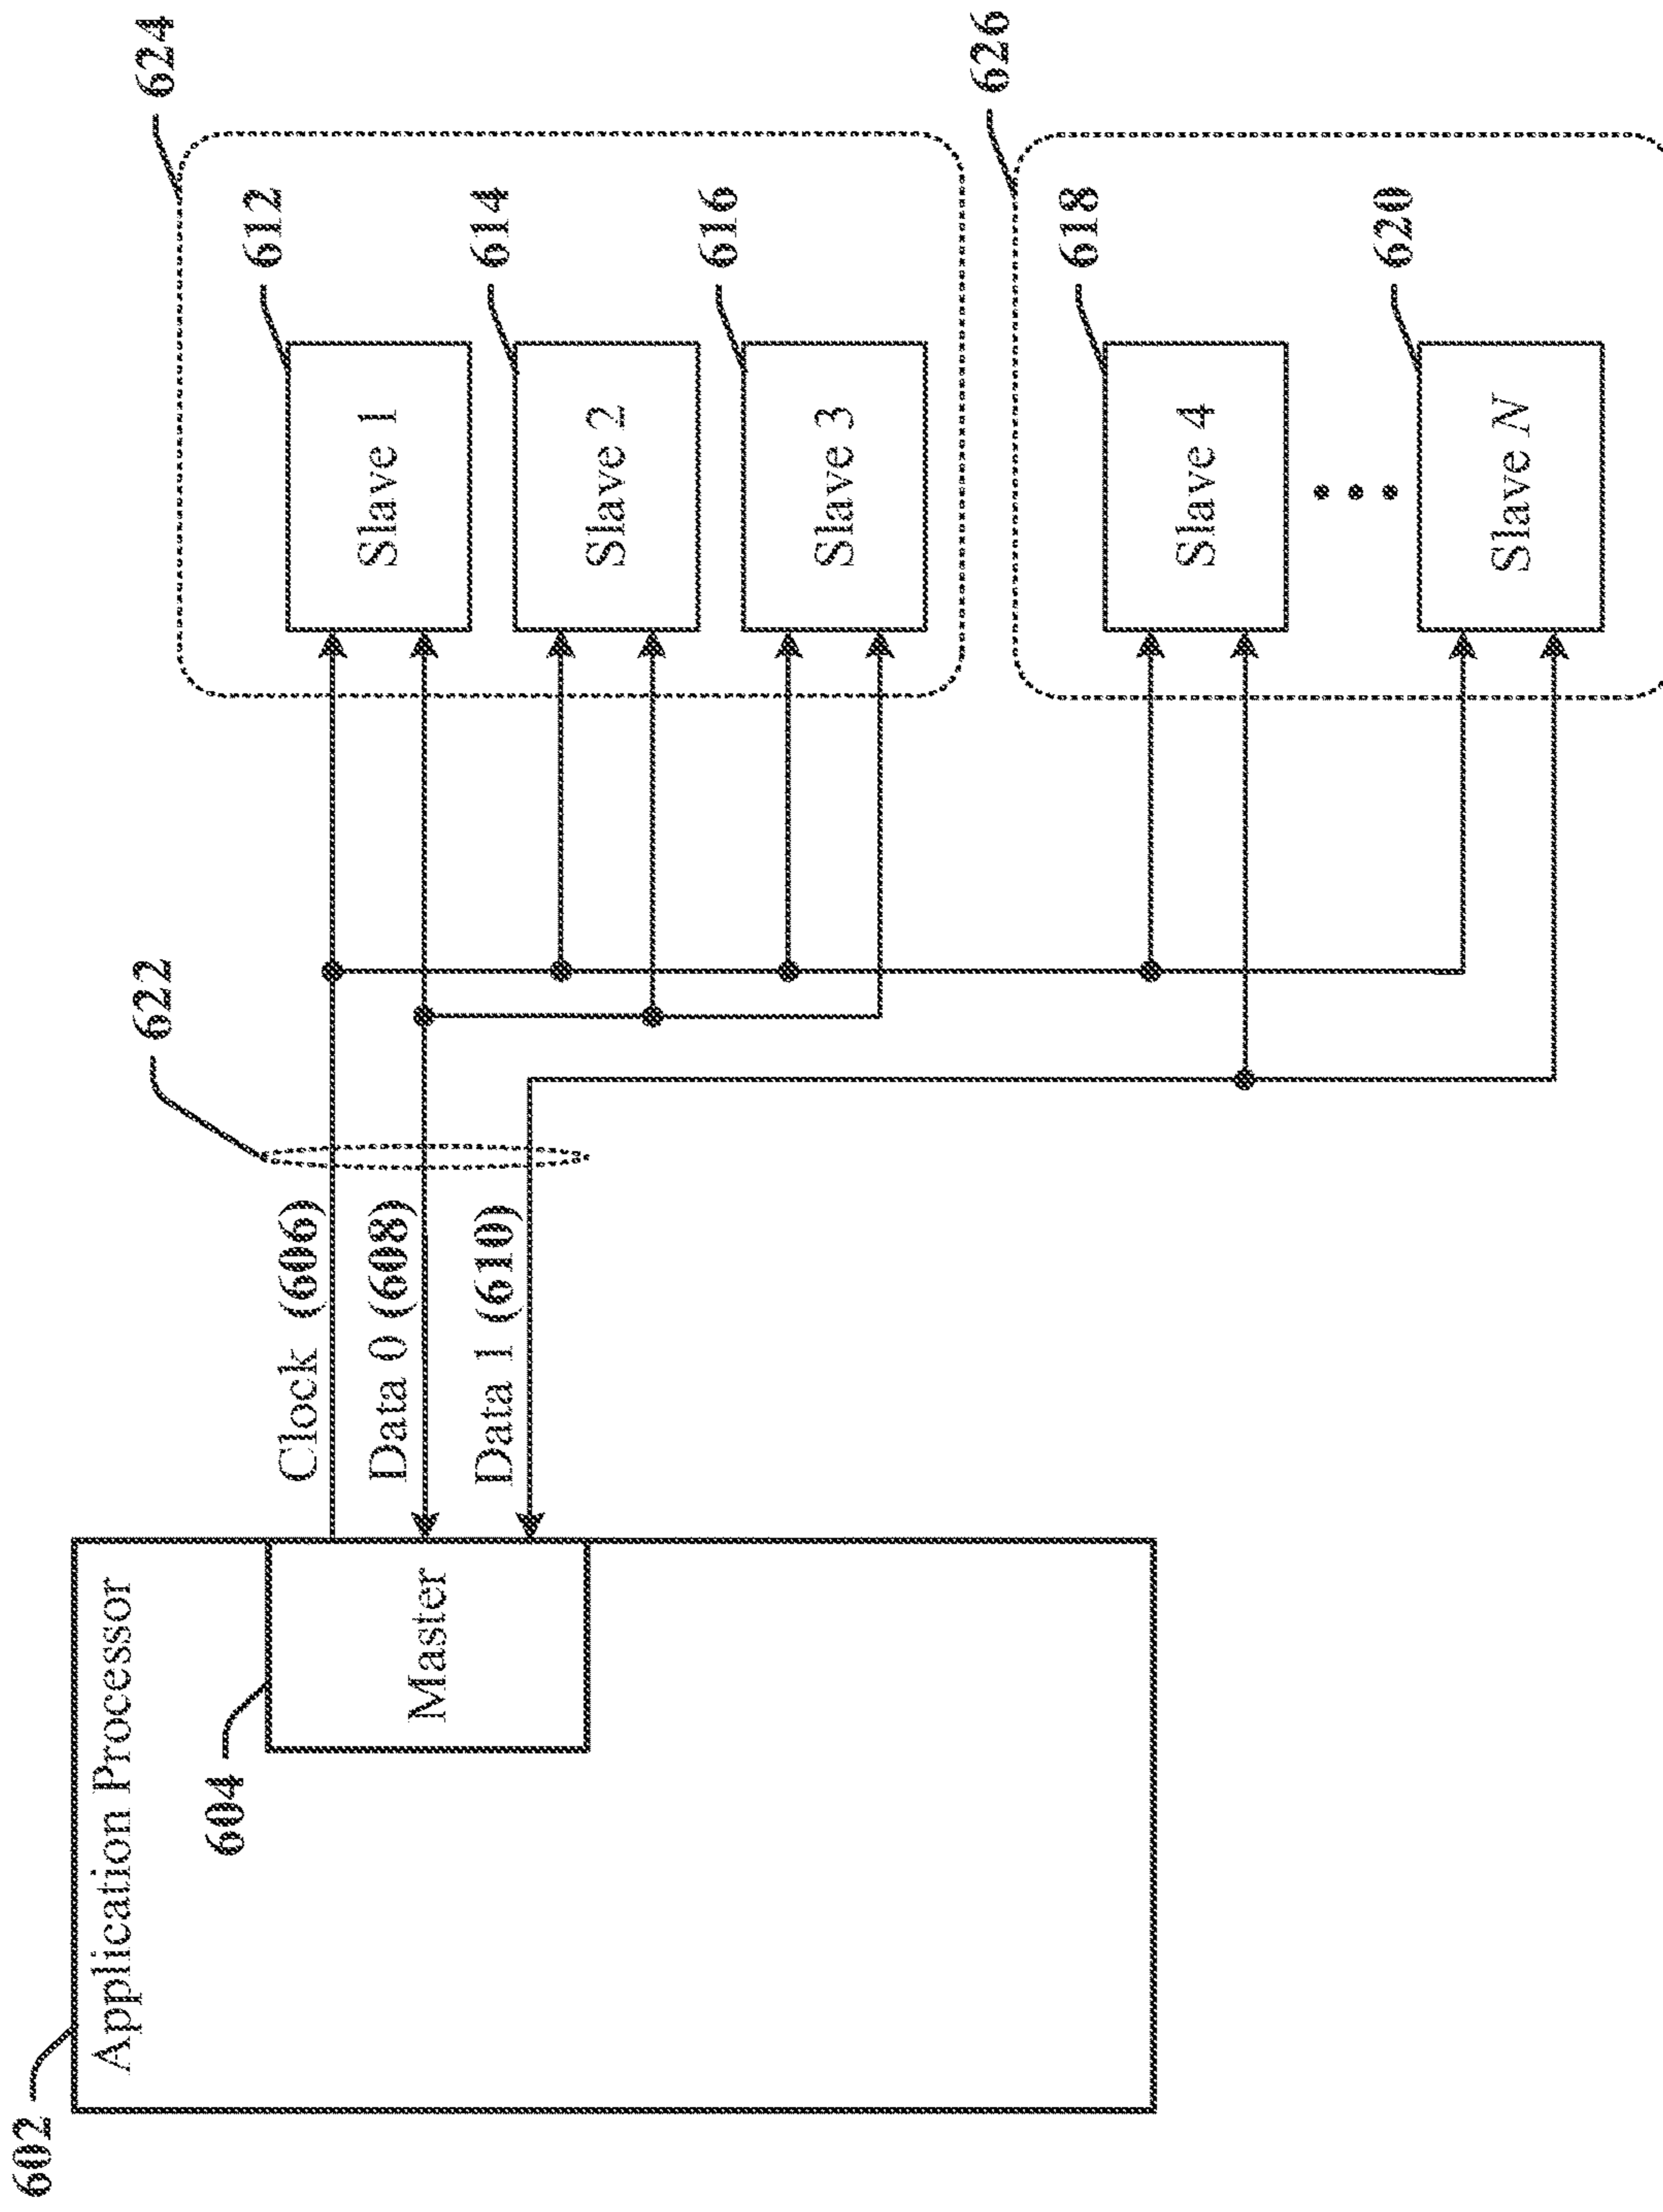 602
Application Processor
604
Master
Clock (606)
Data 0 (608)
Data 1 (610)
622
624
612
Slave 1
614
Slave 2
616
Slave 3
626
618
Slave 4
620
Slave N